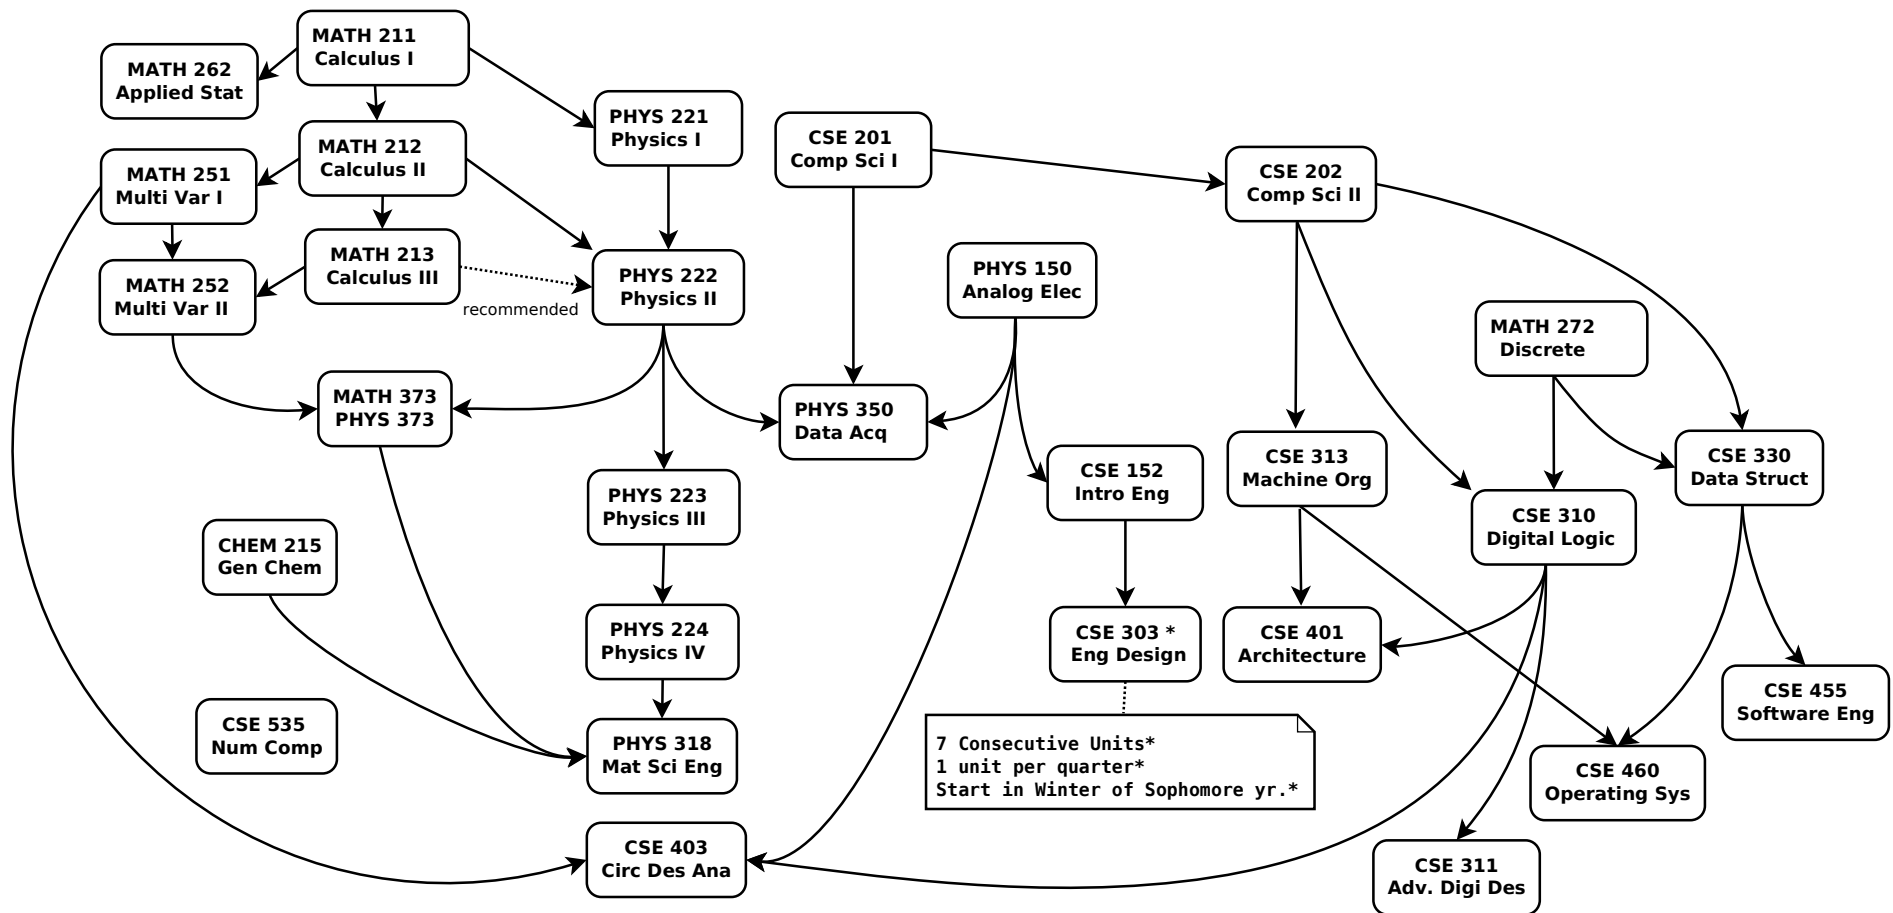 MATH 211
Calculus I
MATH 262
Applied Stat
PHYS 221
Physics I
CSE 201
Comp Sci I
MATH 212
Calculus II
MATH 251
Multi Var I
CSE 202
Comp Sci II
MATH 213
Calculus III
PHYS 150
Analog Elec
PHYS 222
Physics II
MATH 252
Multi Var II
recommended
MATH 272
Discrete
MATH 373
PHYS 373
PHYS 350
Data Acq
CSE 313
Machine Org
CSE 330
Data Struct
CSE 152
Intro Eng
PHYS 223
Physics III
CSE 310
Digital Logic
CHEM 215
Gen Chem
PHYS 224
Physics IV
CSE 303 *
Eng Design
CSE 401
Architecture
CSE 455
Software Eng
CSE 535
Num Comp
PHYS 318
Mat Sci Eng
7 Consecutive Units*
1 unit per quarter*
Start in Winter of Sophomore yr.*
CSE 460
Operating Sys
CSE 403
Circ Des Ana
CSE 311
Adv. Digi Des